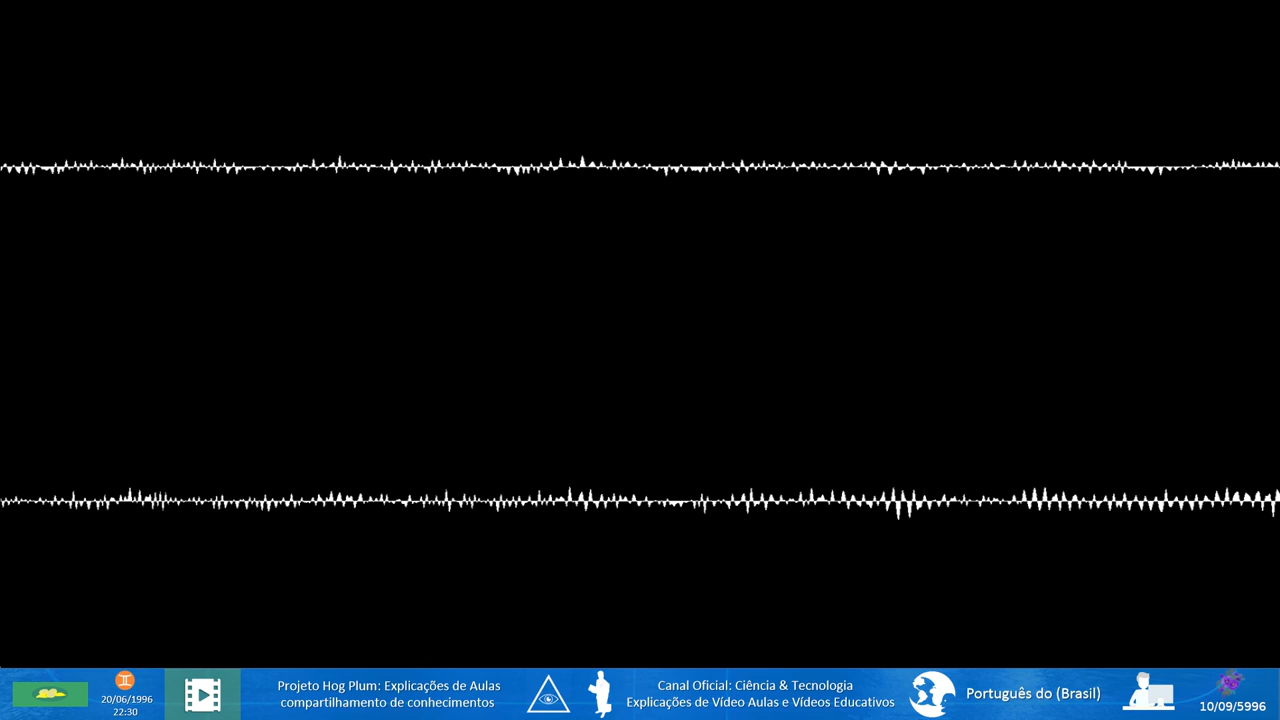 20/06/1996
22:30
Projeto Hog Plum: Explicações de Aulas
compartilhamento de conhecimentos
Canal Oficial: Ciência & Tecnologia
Explicações de Vídeo Aulas e Vídeos Educativos
Português do (Brasil)
10/09/5996